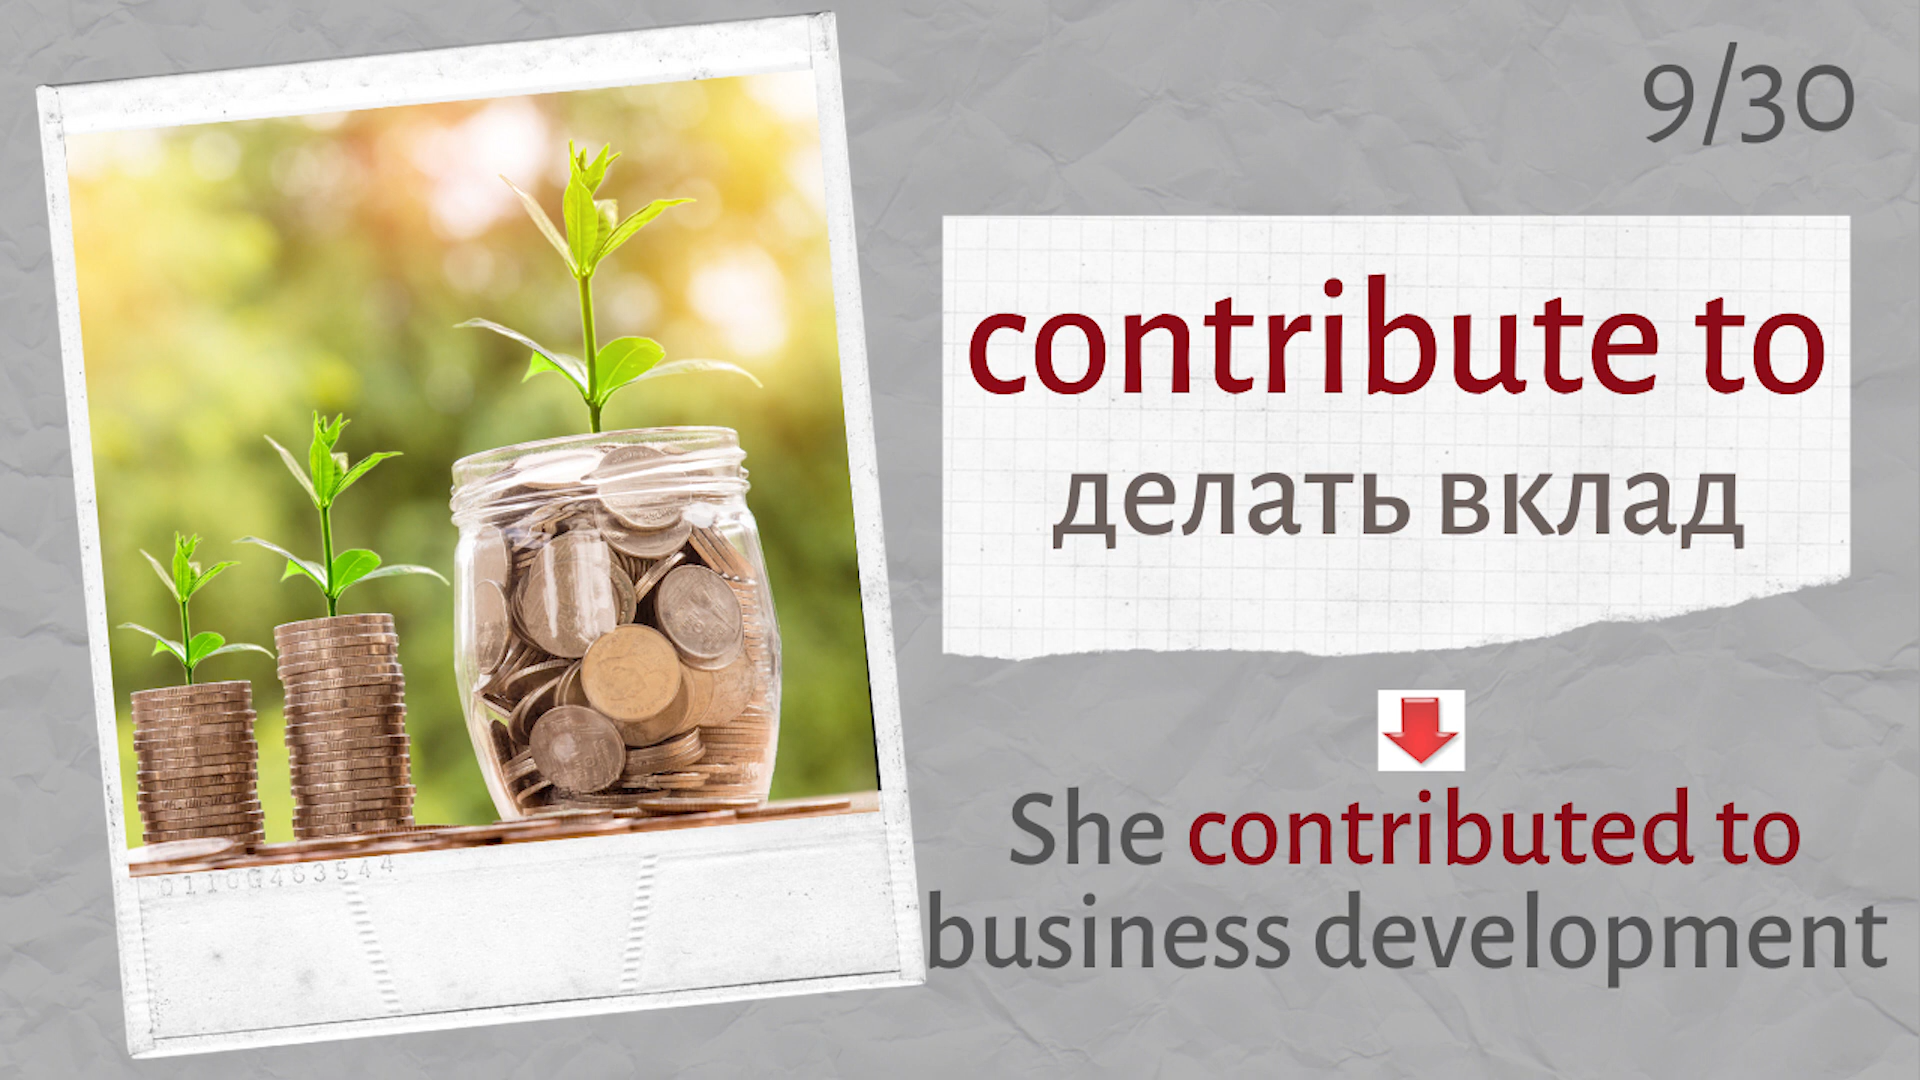 9/30
contribute to
делать вклад
She contributed to
business development